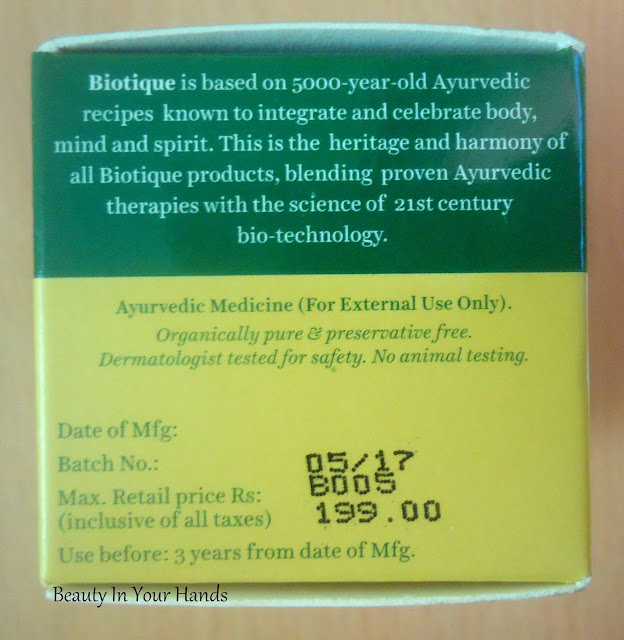 Biotique is based on 5000-year-old Ayurvedic
recipes known to integrate and celebrate body,
mind and spirit. This is the heritage and harmony of
all Biotique products, blending proven Ayurvedic
therapies with the science of 21st century
bio-technology.
Ayurvedic Medicine (For External Use Only).
Organically pure & preservative free.
Dermatologist tested for safety. No animal testing.
Date of Mfg:
Batch No.: 05/17
Max. Retail price Rs: B00S
(inclusive of all taxes) 199.00
Use before: 3 years from date of Mfg.
Beauty In Your Hands